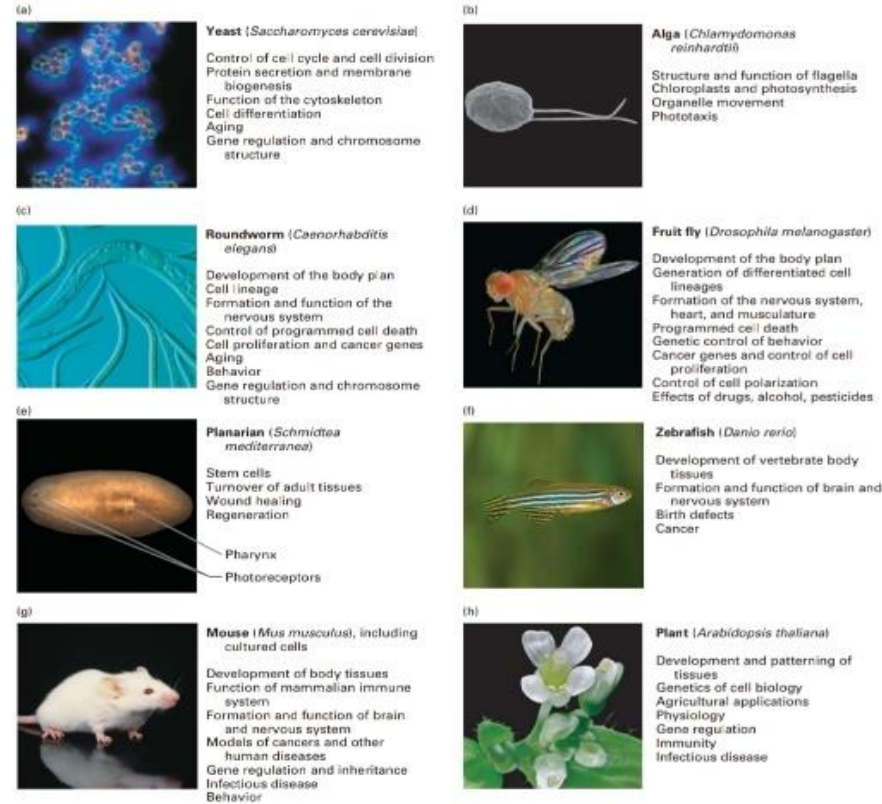 (a)
Yeast (Saccharomyces cerevisiae)
Control of cell cycle and cell division
Protein secretion and membrane
biogenesis
Function of the cytoskeleton
Cell differentiation
Aging
Gene regulation and chromosome
structure
(b)
Alga (Chlamydomonas
reinhardtii)
Structure and function of flagella
Chloroplasts and photosynthesis
Organelle movement
Phototaxis
(c)
Roundworm (Caenorhabditis
elegans)
Development of the body plan
Cell lineage
Formation and function of the
nervous system
Control of programmed cell death
Cell proliferation and cancer genes
Aging
Behavior
Gene regulation and chromosome
structure
(d)
Fruit fly (Drosophila melanogaster)
Development of the body plan
Generation of differentiated cell
lineages
Formation of the nervous system,
heart, and musculature
Programmed cell death
Genetic control of behavior
Cancer genes and control of cell
proliferation
Control of cell polarization
Effects of drugs, alcohol, pesticides
(e)
Planarian (Schmidtea
mediterranea)
Stem cells
Turnover of adult tissues
Wound healing
Regeneration
Pharynx
Photoreceptors
(f)
Zebrafish (Danio rerio)
Development of vertebrate body
tissues
Formation and function of brain and
nervous system
Birth defects
Cancer
(g)
Mouse (Mus musculus), including
cultured cells
Development of body tissues
Function of mammalian immune
system
Formation and function of brain
and nervous system
Models of cancers and other
human diseases
Gene regulation and inheritance
Infectious disease
Behavior
(h)
Plant (Arabidopsis thaliana)
Development and patterning of
tissues
Genetics of cell biology
Agricultural applications
Physiology
Gene regulation
Immunity
Infectious disease